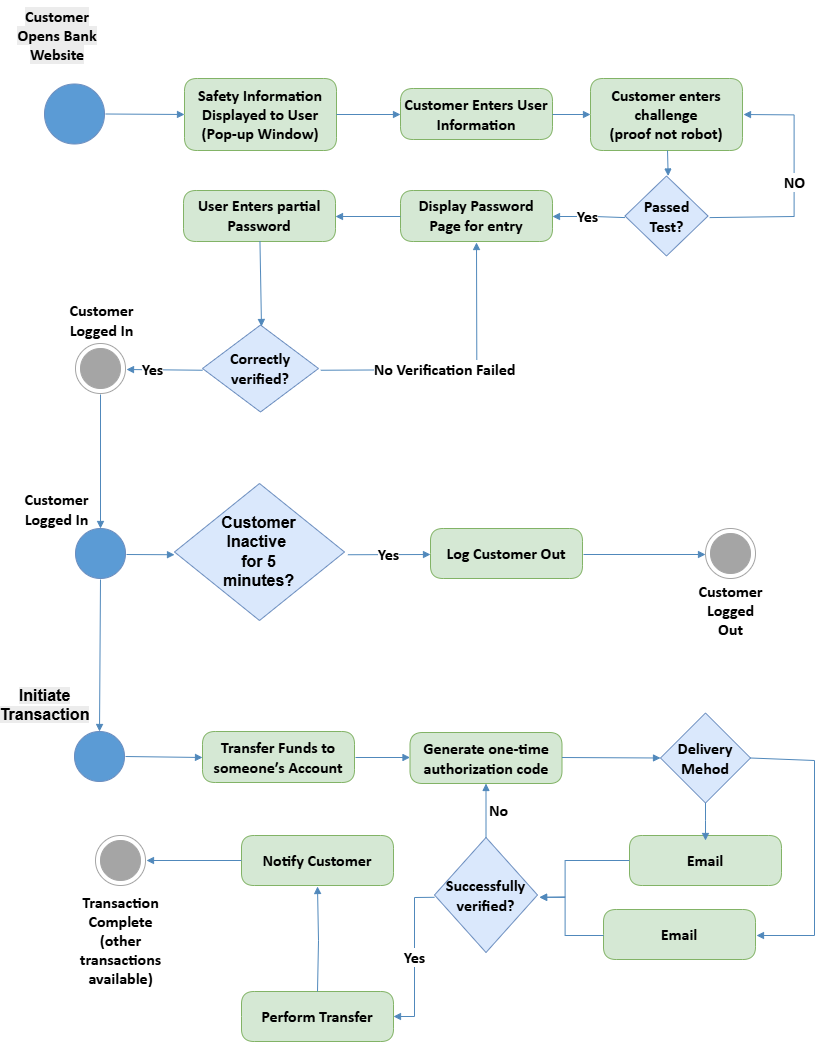 Customer
Opens Bank
Website
Safety Information
Displayed to User
(Pop-up Window)
Customer Enters User
Information
Customer enters
challenge
(proof not robot)
NO
User Enters partial
Password
Display Password
Page for entry
Yes
Passed
Test?
Customer
Logged In
Yes
Correctly
verified?
No Verification Failed
Customer
Logged In
Customer
Inactive
for 5
minutes?
Yes
Log Customer Out
Customer
Logged
Out
Initiate
Transaction
Transfer Funds to
someone's Account
Generate one-time
authorization code
Delivery
Mehod
No
Notify Customer
Email
Successfully
verified?
Transaction
Complete
(other
transactions
available)
Email
Yes
Perform Transfer